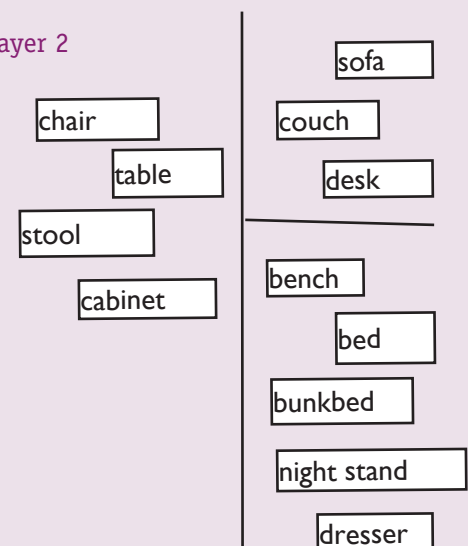 ayer 2
chair
table
stool
cabinet
sofa
couch
desk
bench
bed
bunkbed
night stand
dresser